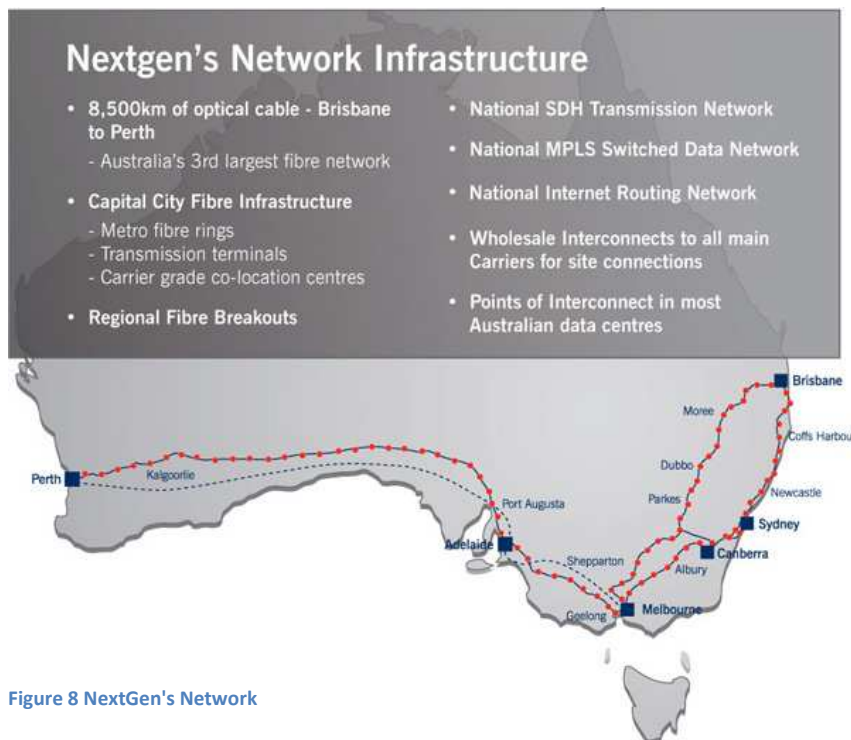 Nextgen's Network Infrastructure
• 8,500km of optical cable - Brisbane
to Perth
- Australia's 3rd largest fibre network
• Capital City Fibre Infrastructure
- Metro fibre rings
- Transmission terminals
- Carrier grade co-location centres
• Regional Fibre Breakouts
• National SDH Transmission Network
• National MPLS Switched Data Network
• National Internet Routing Network
• Wholesale Interconnects to all main
Carriers for site connections
• Points of Interconnect in most
Australian data centres
Brisbane
Moree
Coffs Harbou
Dubbo
Perth
Kalgoorlie
Parkes
Newcastle
Port Augusta
Sydney
Adelaide
Canberra
Shepparton
Albury
Geelong
Melbourne
Figure 8 NextGen's Network